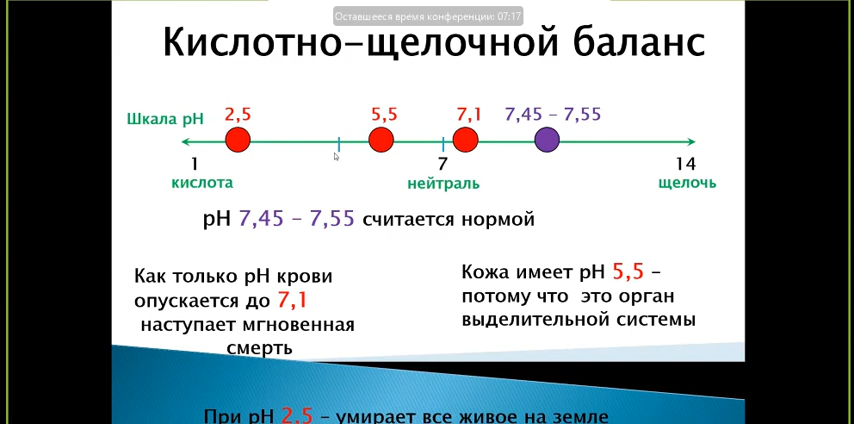 Оставшееся время конференции: 07:17
Кислотно-щелочной баланс
Шкала pH 2,5 5,5 7,1 7,45 – 7,55
1 7 14
кислота нейтраль щелочь
pH 7,45 – 7,55 считается нормой
Как только pH крови
опускается до 7,1
наступает мгновенная
смерть
Кожа имеет pH 5,5 –
потому что это орган
выделительной системы
При pH 2,5 – умирает все живое на земле